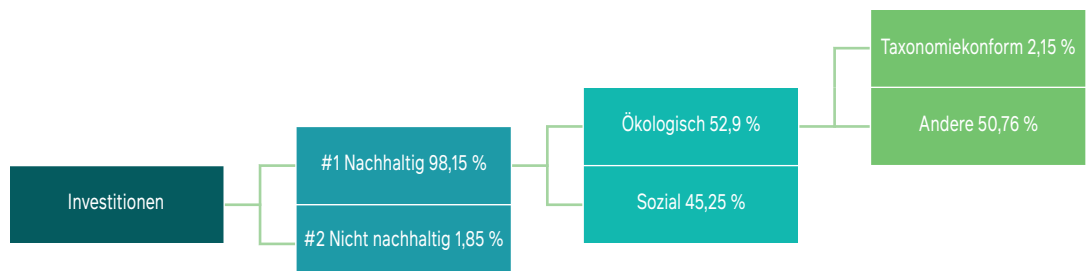 Investitionen
#1 Nachhaltig 98,15 %
#2 Nicht nachhaltig 1,85 %
Ökologisch 52,9 %
Sozial 45,25 %
Taxonomiekonform 2,15 %
Andere 50,76 %